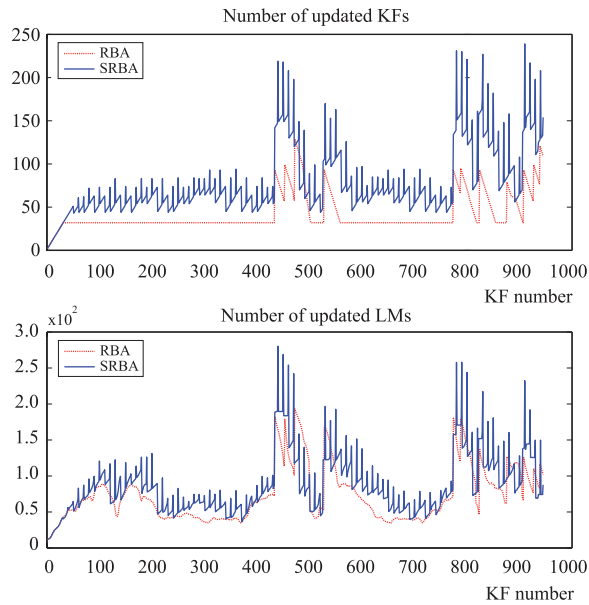 Number of updated KFs
250
200
150
100
50
0
RBA
SRBA
0 100 200 300 400 500 600 700 800 900 1000
KF number
x10^2
Number of updated LMs
3.0
2.5
2.0
1.5
1.0
0.5
0
RBA
SRBA
0 100 200 300 400 500 600 700 800 900 1000
KF number